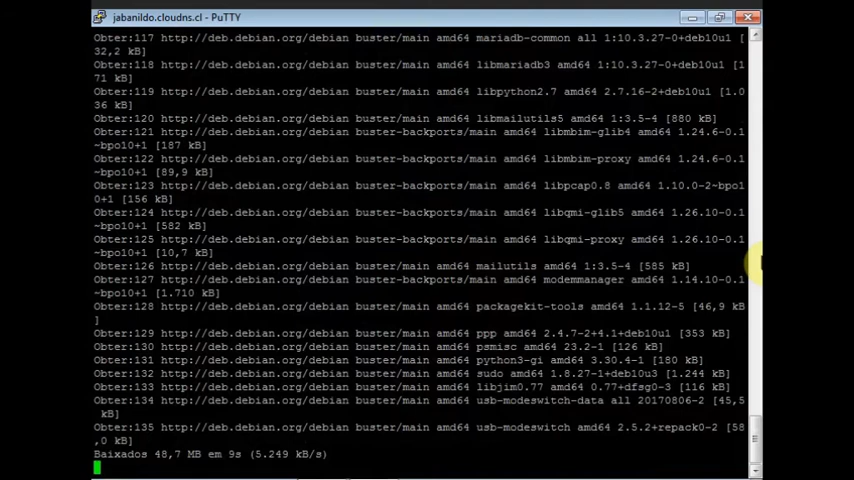 jabanildo.cloudns.cl - PuTTY
Obter:117 http://deb.debian.org/debian buster/main amd64 mariadb-common all 1:10.3.27-0+deb10u1 [
32,2 kB]
Obter:118 http://deb.debian.org/debian buster/main amd64 libmariadb3 amd64 1:10.3.27-0+deb10u1 [1
71 kB]
Obter:119 http://deb.debian.org/debian buster/main amd64 libpython2.7 amd64 2.7.16-2+deb10u1 [1.0
36 kB]
Obter:120 http://deb.debian.org/debian buster/main amd64 libmailutils5 amd64 1:3.5-4 [880 kB]
Obter:121 http://deb.debian.org/debian buster-backports/main amd64 libmbim-glib4 amd64 1.24.6-0.1
~bpo10+1 [187 kB]
Obter:122 http://deb.debian.org/debian buster-backports/main amd64 libmbim-proxy amd64 1.24.6-0.1
~bpo10+1 [89,9 kB]
Obter:123 http://deb.debian.org/debian buster-backports/main amd64 libpcap0.8 amd64 1.10.0-2~bpo1
0+1 [156 kB]
Obter:124 http://deb.debian.org/debian buster-backports/main amd64 libqmi-glib5 amd64 1.26.10-0.1
~bpo10+1 [582 kB]
Obter:125 http://deb.debian.org/debian buster-backports/main amd64 libqmi-proxy amd64 1.26.10-0.1
~bpo10+1 [10,7 kB]
Obter:126 http://deb.debian.org/debian buster/main amd64 mailutils amd64 1:3.5-4 [585 kB]
Obter:127 http://deb.debian.org/debian buster-backports/main amd64 modemmanager amd64 1.14.10-0.1
~bpo10+1 [1.710 kB]
Obter:128 http://deb.debian.org/debian buster/main amd64 packagekit-tools amd64 1.1.12-5 [46,9 kB
]
Obter:129 http://deb.debian.org/debian buster/main amd64 ppp amd64 2.4.7-2+4.1+deb10u1 [353 kB]
Obter:130 http://deb.debian.org/debian buster/main amd64 psmisc amd64 23.2-1 [126 kB]
Obter:131 http://deb.debian.org/debian buster/main amd64 python3-gi amd64 3.30.4-1 [180 kB]
Obter:132 http://deb.debian.org/debian buster/main amd64 sudo amd64 1.8.27-1+deb10u3 [1.244 kB]
Obter:133 http://deb.debian.org/debian buster/main amd64 libjim0.77 amd64 0.77+dfsg0-3 [116 kB]
Obter:134 http://deb.debian.org/debian buster/main amd64 usb-modeswitch-data all 20170806-2 [45,5
 kB]
Obter:135 http://deb.debian.org/debian buster/main amd64 usb-modeswitch amd64 2.5.2+repack0-2 [58
,0 kB]
Baixados 48,7 MB em 9s (5.249 kB/s)